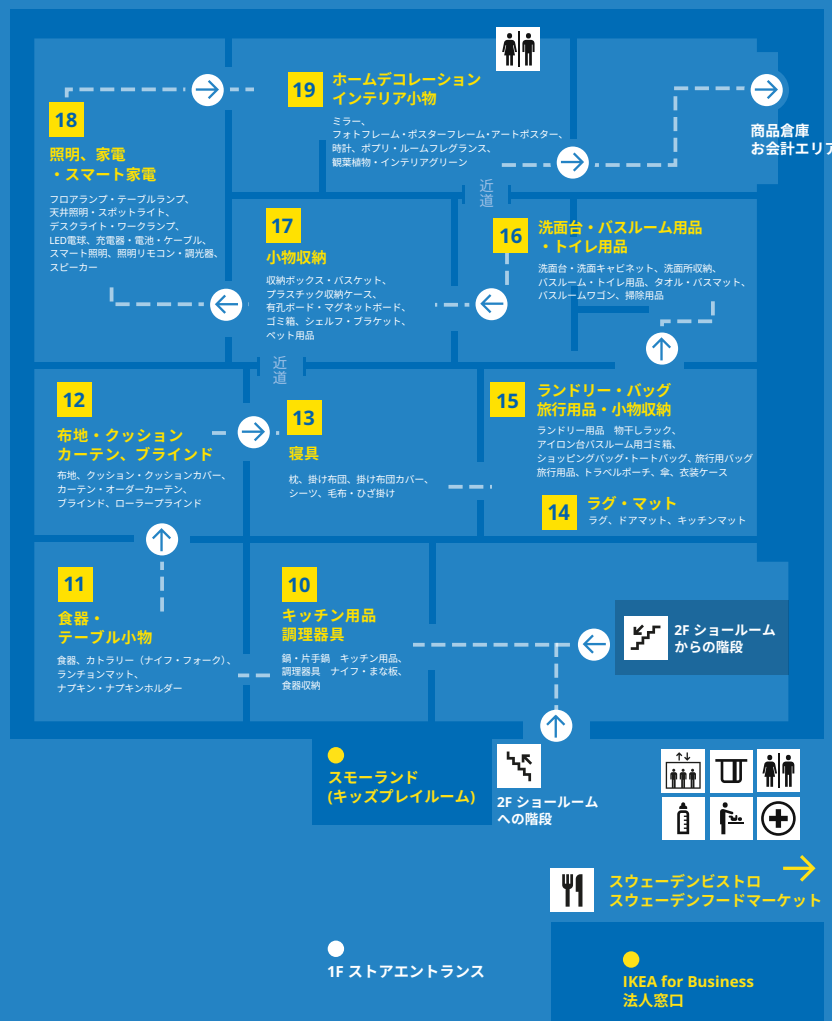 19
ホームデコレーション
インテリア小物
ミラー、
フォトフレーム・ポスターフレーム・アートポスター、
時計、ポプリ・ルームフレグランス、
観葉植物・インテリアグリーン
18
照明、家電
・スマート家電
フロアランプ・テーブルランプ、
天井照明・スポットライト、
デスクライト・ワークランプ、
LED電球、充電器・電池・ケーブル、
スマート照明、照明リモコン・調光器、
スピーカー
商品倉庫
お会計エリア
近道
17
小物収納
収納ボックス・バスケット、
プラスチック収納ケース、
有孔ボード・マグネットボード、
ゴミ箱、シェルフ・ブラケット、
ペット用品
16
洗面台・バスルーム用品
・トイレ用品
洗面台・洗面キャビネット、洗面所収納、
バスルーム・トイレ用品、タオル・バスマット、
バスルームワゴン、掃除用品
近道
12
布地・クッション
カーテン、ブラインド
布地、クッション・クッションカバー、
カーテン・オーダーカーテン、
ブラインド、ローラーブラインド
13
寝具
枕、掛け布団、掛け布団カバー、
シーツ、毛布・ひざ掛け
15
ランドリー・バッグ
旅行用品・小物収納
ランドリー用品　物干しラック、
アイロン台バスルーム用ゴミ箱、
ショッピングバッグ・トートバッグ、旅行用バッグ
旅行用品、トラベルポーチ、傘、衣装ケース
14
ラグ・マット
ラグ、ドアマット、キッチンマット
11
食器・
テーブル小物
食器、カトラリー（ナイフ・フォーク）、
ランチョンマット、
ナプキン・ナプキンホルダー
10
キッチン用品
調理器具
鍋・片手鍋　キッチン用品、
調理器具　ナイフ・まな板、
食器収納
2F ショールーム
からの階段
スモーランド
(キッズプレイルーム)
2F ショールーム
への階段
スウェーデンビストロ
スウェーデンフードマーケット
1F ストアエントランス
IKEA for Business
法人窓口